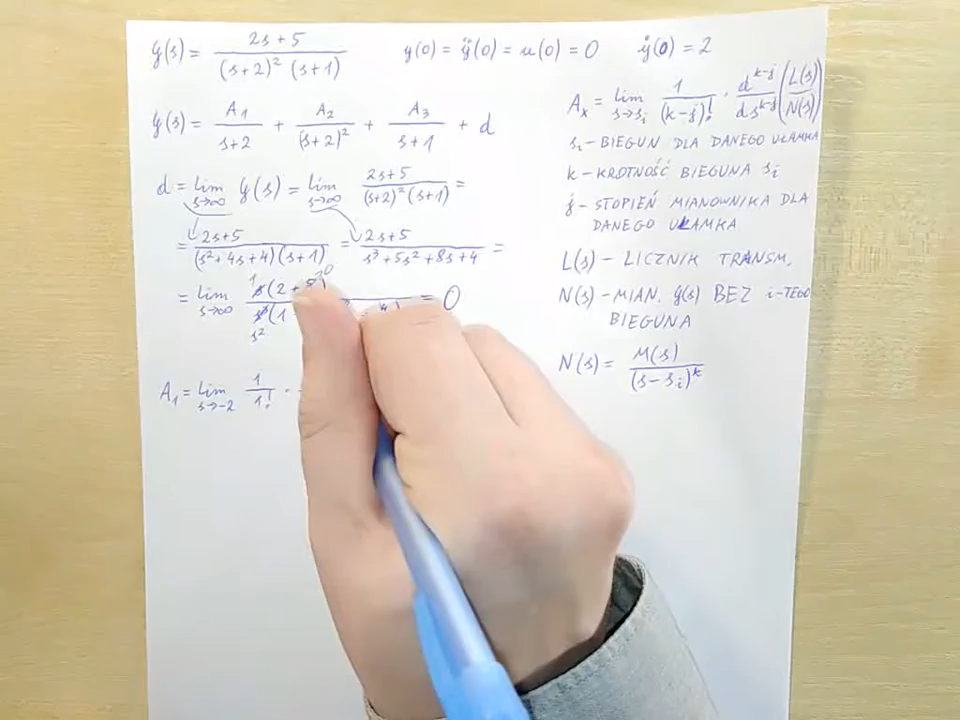 g(s) = 2s+5 / (s+2)² (s+1)
y(0) = ÿ(0) = u(0) = 0
ẏ(0) = 2
g(s) = A₁ / s+2 + A₂ / (s+2)² + A₃ / s+1 + d
d = lim s→∞ g(s) = lim s→∞ 2s+5 / (s+2)² (s+1) =
= 2s+5 / (s²+4s+4)(s+1) = 2s+5 / s³+5s²+8s+4 =
= lim s→∞ s(2+ = 0
A₁ = lim s→-2 1/1! ·
Aₓ = lim s→sᵢ 1/(k-j)! · d^(k-j)/ds^(k-j) (L(s)/N(s))
sᵢ - BIEGUN DLA DANEGO UŁAMKA
k - KROTNOŚĆ BIEGUNA sᵢ
j - STOPIEŃ MIANOWNIKA DLA
DANEGO UŁAMKA
L(s) - LICZNIK TRANSM.
N(s) - MIAN. g(s) BEZ i-TEGO
BIEGUNA
N(s) = M(s) / (s-sᵢ)ᵏ